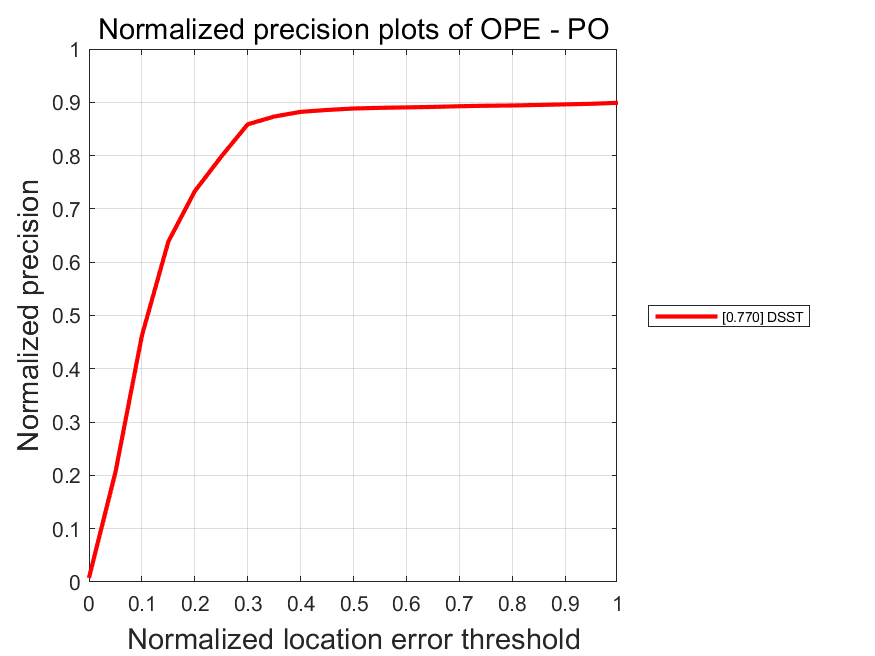 Normalized precision plots of OPE - PO
1
0.9
0.8
0.7
0.6
0.5
0.4
0.3
0.2
0.1
0
Normalized precision
0 0.1 0.2 0.3 0.4 0.5 0.6 0.7 0.8 0.9 1
Normalized location error threshold
[0.770] DSST